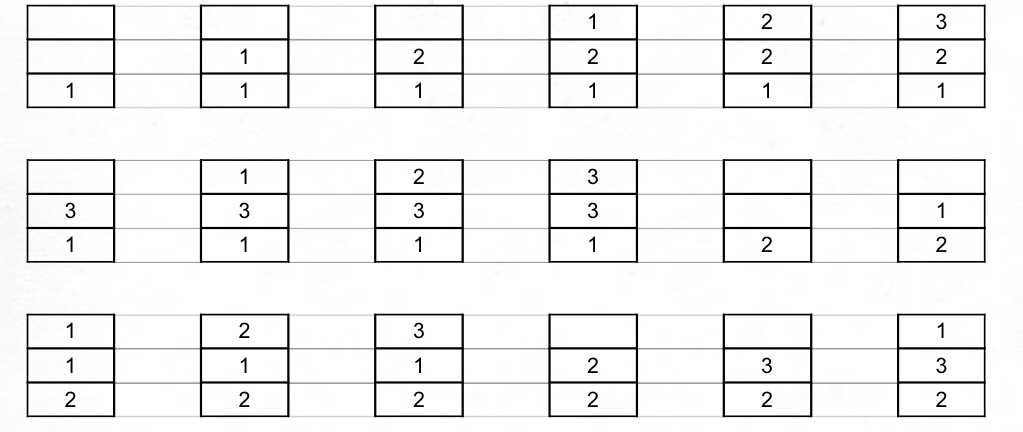 1 2 3
1 2 2 2 2
1 1 1 1 1 1
1 2 3
3 3 3 3 1
1 1 1 1 2 2
1 2 3 1
1 1 1 2 3 3
2 2 2 2 2 2